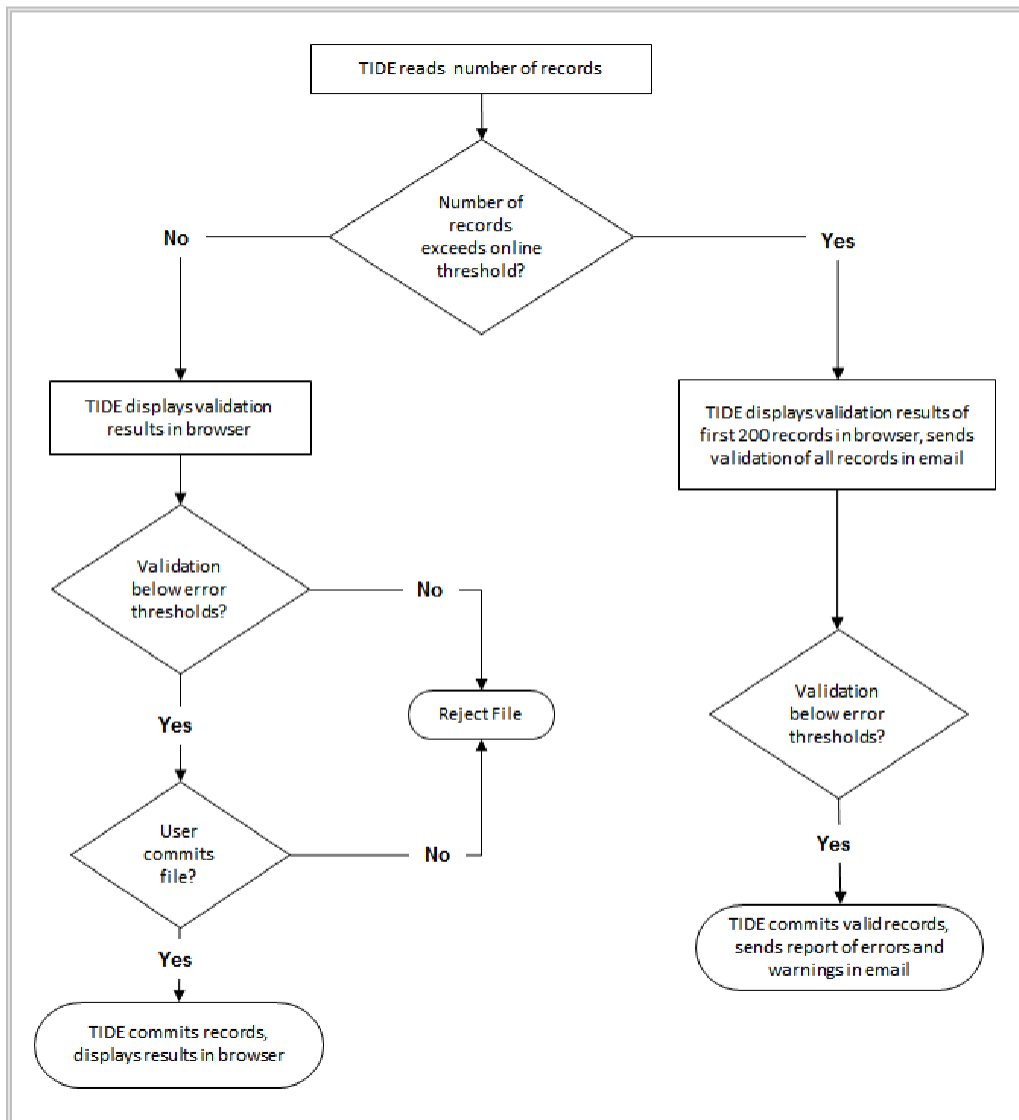 TIDE reads number of records
Number of
records
exceeds online
threshold?
No
Yes
TIDE displays validation
results in browser
TIDE displays validation results of
first 200 records in browser, sends
validation of all records in email
Validation
below error
thresholds?
No
Reject File
Validation
below error
thresholds?
Yes
User
commits
file?
No
Yes
Yes
TIDE commits valid records,
sends report of errors and
warnings in email
TIDE commits records,
displays results in browser